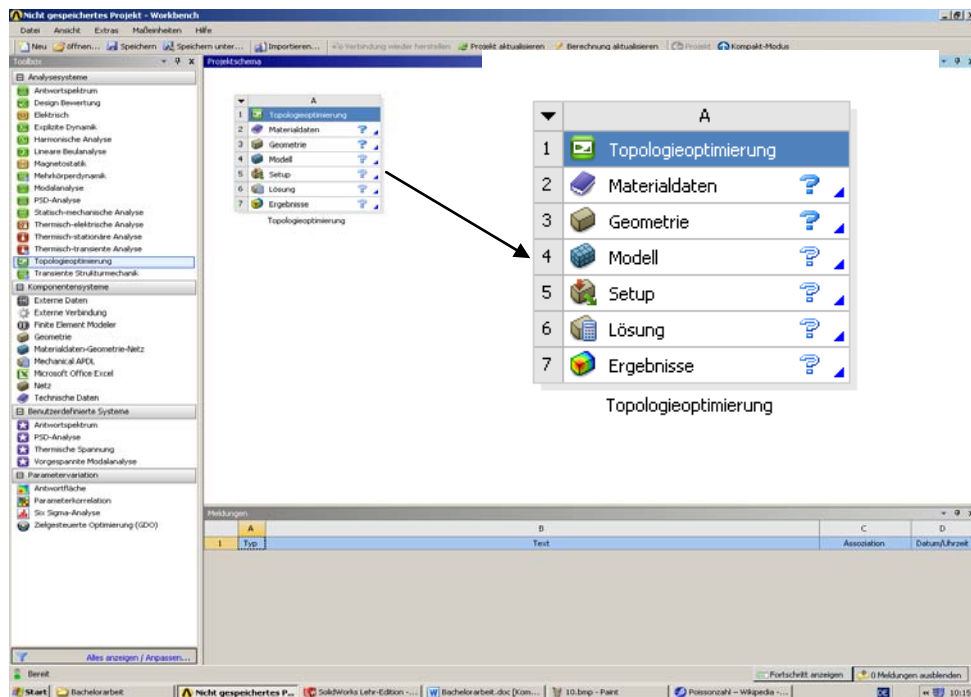 Nicht gespeichertes Projekt - Workbench
Datei Ansicht Extras Maßeinheiten Hilfe
Neu Öffnen... Speichern Speichern unter... Importieren... Verbindung wieder herstellen Projekt aktualisieren Berechnung aktualisieren Projekt Kompakt-Modus
Toolbox
Projektschema
Analysesysteme
Antwortspektrum
Design Bewertung
Elektrisch
Explizite Dynamik
Harmonische Analyse
Lineare Beulanalyse
Magnetostatik
Mehrkörperdynamik
Modalanalyse
PSD-Analyse
Statisch-mechanische Analyse
Thermisch-elektrische Analyse
Thermisch-stationäre Analyse
Thermisch-transiente Analyse
Topologieoptimierung
Transiente Strukturmechanik
Komponentensysteme
Externe Daten
Externe Verbindung
Finite Element Modeler
Geometrie
Materialdaten-Geometrie-Netz
Mechanical APDL
Microsoft Office Excel
Netz
Technische Daten
Benutzerdefinierte Systeme
Antwortspektrum
PSD-Analyse
Thermische Spannung
Vorgespannte Modalanalyse
Parametervariation
Antwortfläche
Parameterkorrelation
Six Sigma-Analyse
Zielgesteuerte Optimierung (GDO)
Alles anzeigen / Anpassen...
A
1 Topologieoptimierung
2 Materialdaten ?
3 Geometrie ?
4 Modell ?
5 Setup ?
6 Lösung ?
7 Ergebnisse ?
Topologieoptimierung
A
1 Topologieoptimierung
2 Materialdaten ?
3 Geometrie ?
4 Modell ?
5 Setup ?
6 Lösung ?
7 Ergebnisse ?
Topologieoptimierung
Meldungen
A B C D
1 Typ Text Assoziation Datum/Uhrzeit
Bereit
Fortschritt anzeigen 0 Meldungen ausblenden
Start Bachelorarbeit Nicht gespeichertes P... SolidWorks Lehr-Edition -... Bachelorarbeit.doc [Kom... 10.bmp - Paint Poissonzahl – Wikipedia -... DE 10:15